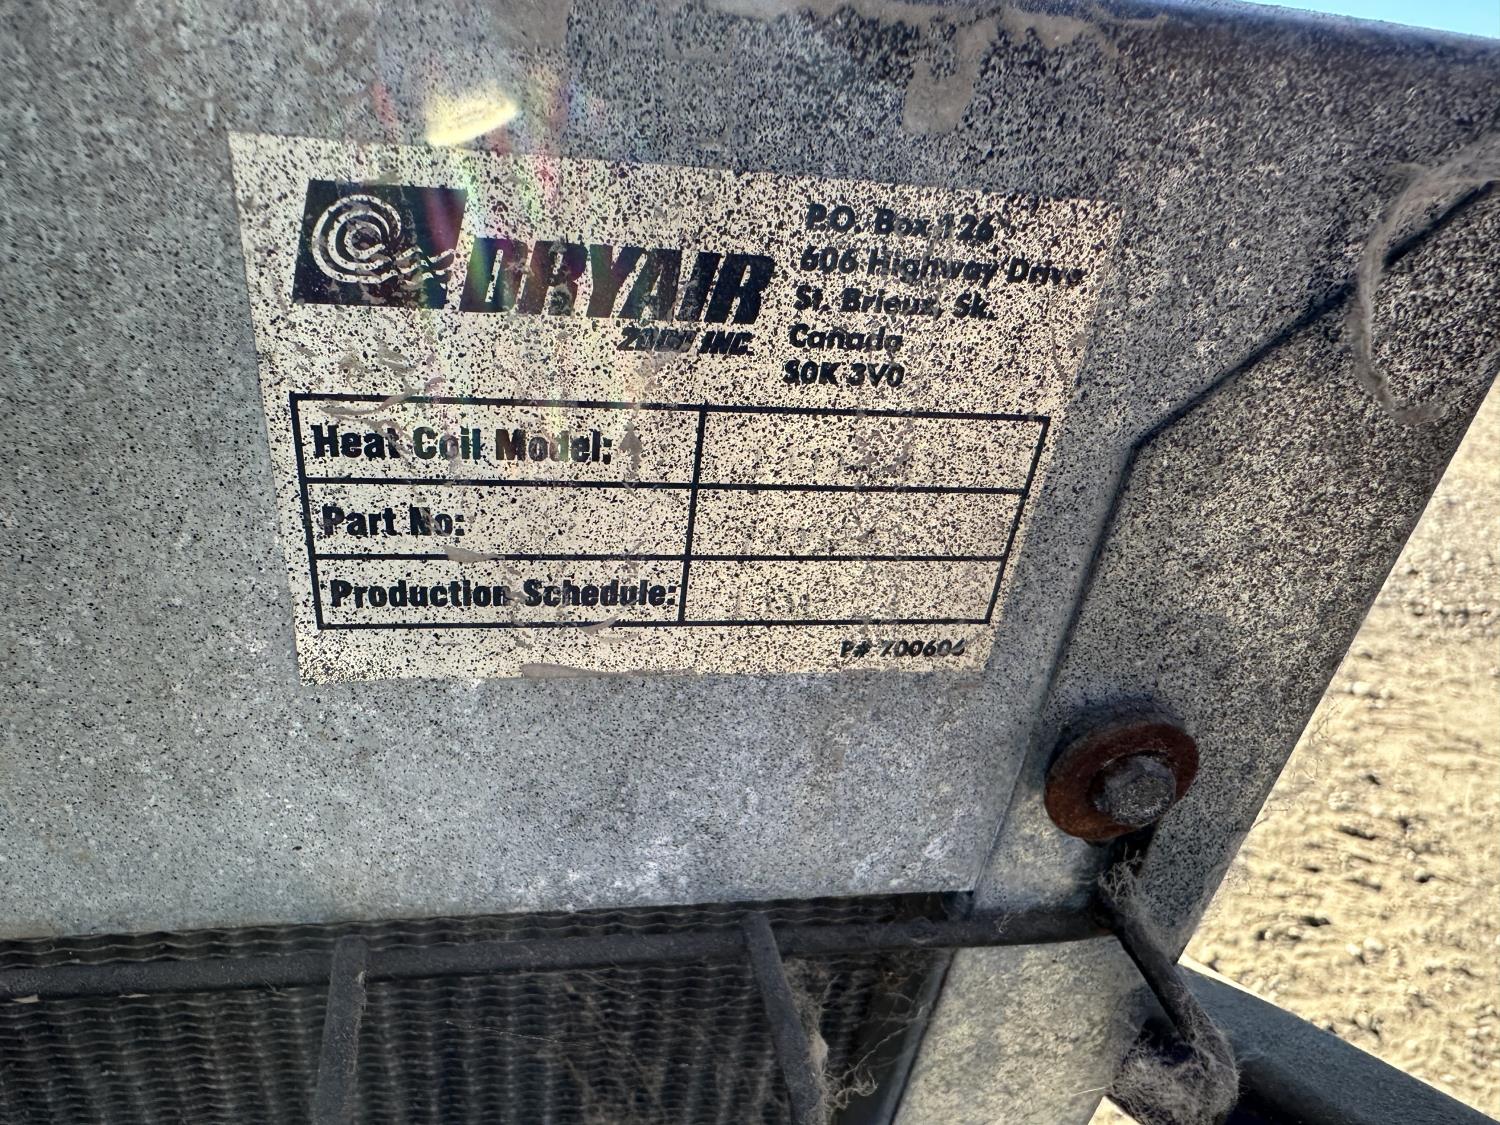 DRYAIR
2000 INC.
P.O. Box 126
606 Highway Drive
St. Brieux, Sk.
Canada
S0K 3V0
Heat Coil Model:
Part No:
Production Schedule:
P# 700604